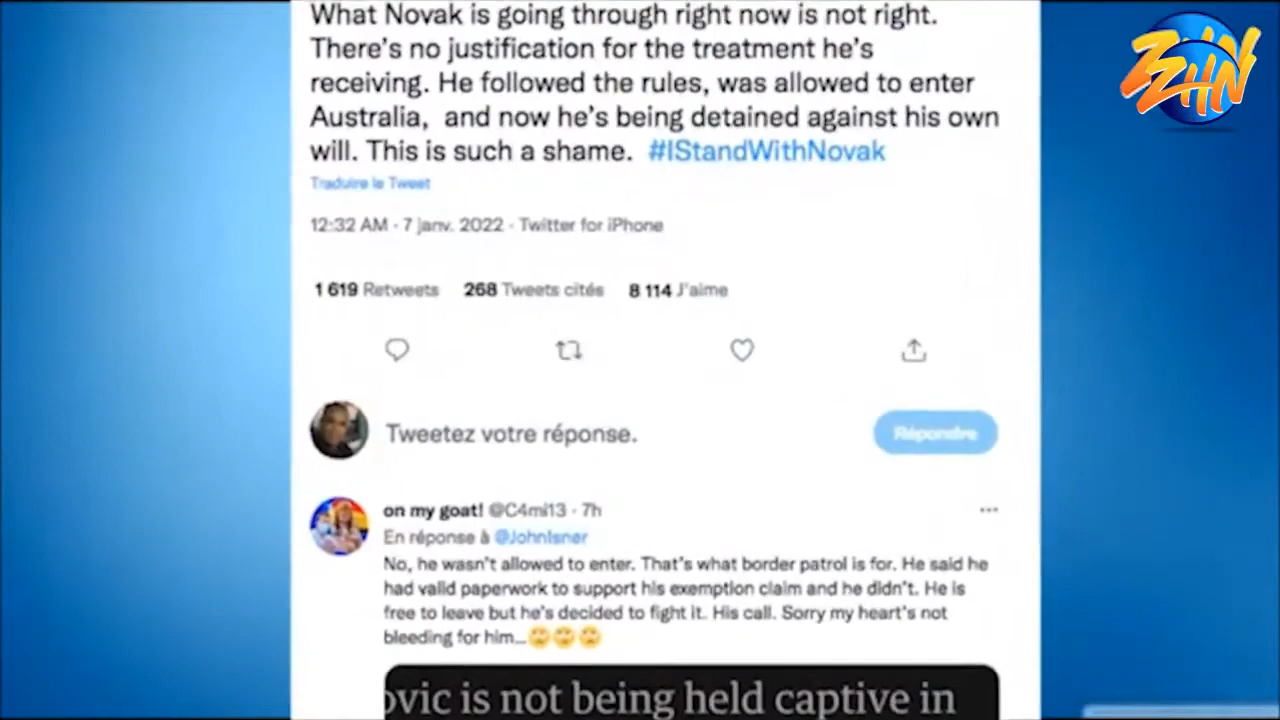 What Novak is going through right now is not right.
There's no justification for the treatment he's
receiving. He followed the rules, was allowed to enter
Australia, and now he's being detained against his own
will. This is such a shame. #IStandWithNovak
Traduire le Tweet
12:32 AM · 7 janv. 2022 · Twitter for iPhone
1 619 Retweets 268 Tweets cités 8 114 J'aime
Tweetez votre réponse.
Répondre
on my goat! @C4mi13 · 7h
En réponse à @JohnIsner
No, he wasn't allowed to enter. That's what border patrol is for. He said he
had valid paperwork to support his exemption claim and he didn't. He is
free to leave but he's decided to fight it. His call. Sorry my heart's not
bleeding for him...🙄🙄🙄
ovic is not being held captive in
ZHN